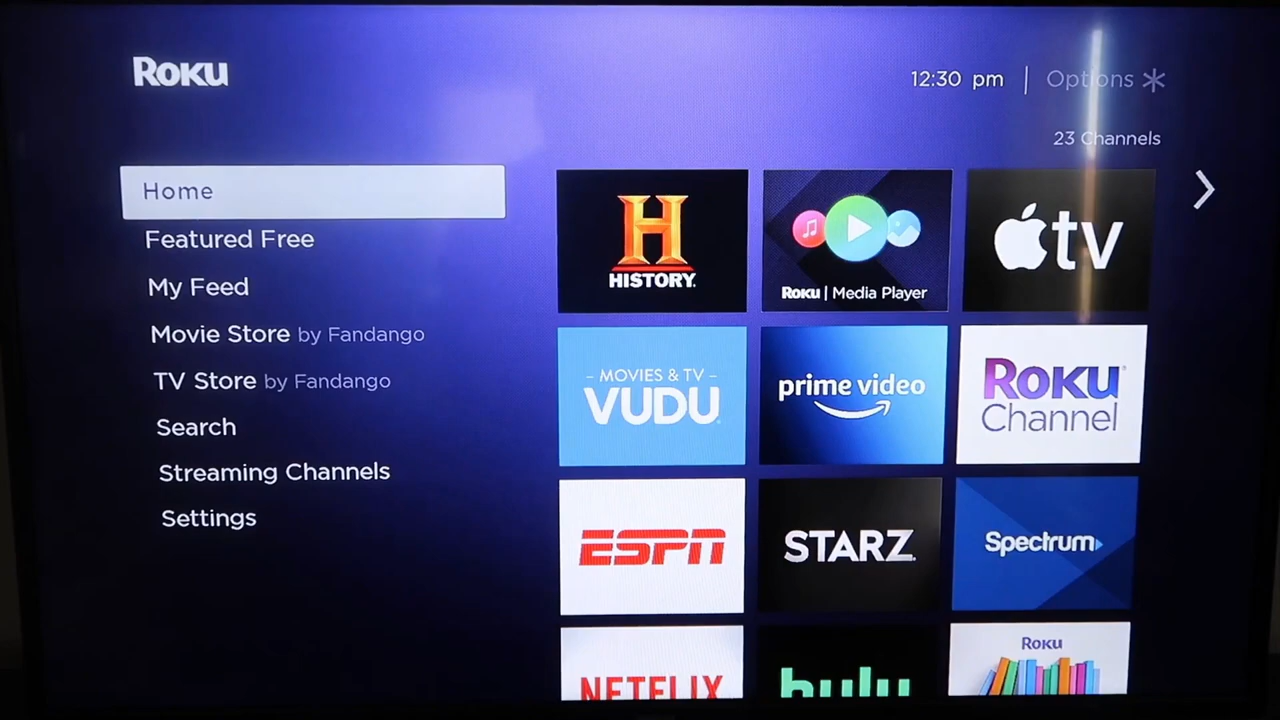 Roku
12:30 pm | Options *
23 Channels
Home
Featured Free
My Feed
Movie Store by Fandango
TV Store by Fandango
Search
Streaming Channels
Settings
H
HISTORY.
Roku | Media Player
tv
– MOVIES & TV –
VUDU
prime video
Roku
Channel
ESPN
STARZ
Spectrum
NETFLIX
hulu
Roku